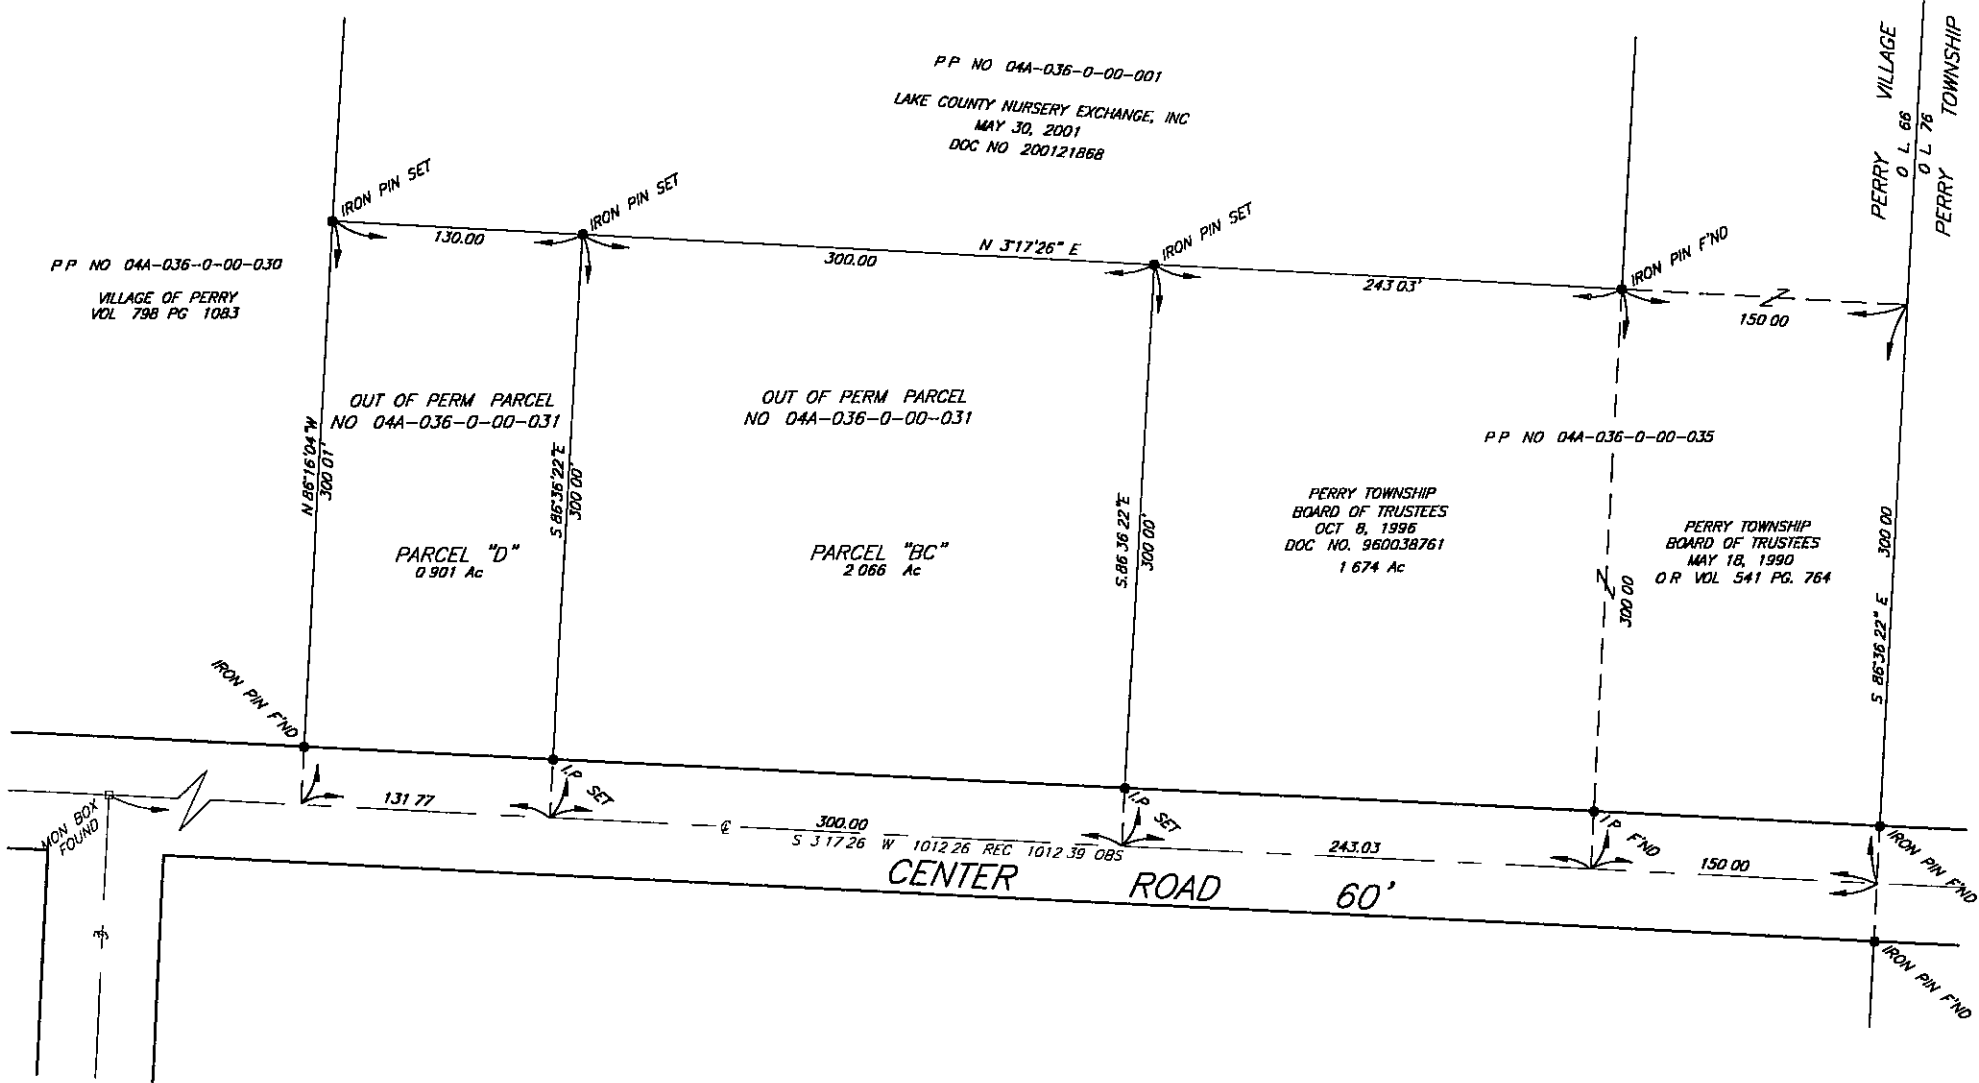 P P NO 04A-036-0-00-001
LAKE COUNTY NURSERY EXCHANGE, INC
MAY 30, 2001
DOC NO 200121868
PERRY VILLAGE
O L 66
O L 76
PERRY TOWNSHIP
IRON PIN SET
IRON PIN SET
IRON PIN SET
IRON PIN F'ND
130.00
300.00
N 3°17'26" E
243 03'
150 00
P P NO 04A-036-0-00-030
VILLAGE OF PERRY
VOL 798 PG 1083
N 86°16'04"W
300 01'
OUT OF PERM PARCEL
NO 04A-036-0-00-031
PARCEL "D"
0 901 Ac
S 86°36'22"E
300 00'
OUT OF PERM PARCEL
NO 04A-036-0-00-031
PARCEL "BC"
2 066 Ac
S.86 36 22"E
300 00'
P P NO 04A-036-0-00-035
PERRY TOWNSHIP
BOARD OF TRUSTEES
OCT 8, 1996
DOC NO. 960038761
1 674 Ac
300 00
PERRY TOWNSHIP
BOARD OF TRUSTEES
MAY 18, 1990
O R VOL 541 PG. 764
S 86°36 22" E 300 00
IRON PIN F'ND
I.P SET
I.P SET
I P F'ND
IRON PIN F'ND
MON BOX
FOUND
131 77
300.00
S 3 17 26 W 1012 26 REC 1012 39 OBS
243.03
150 00
CENTER ROAD 60'
IRON PIN F'ND